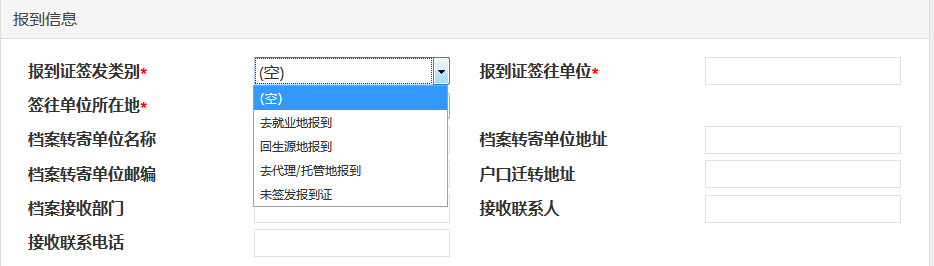 报到信息
报到证签发类别* (空) 报到证签往单位*
(空)
签往单位所在地*
去就业地报到
档案转寄单位名称 档案转寄单位地址
回生源地报到
去代理/托管地报到
档案转寄单位邮编 户口迁转地址
未签发报到证
档案接收部门 接收联系人
接收联系电话